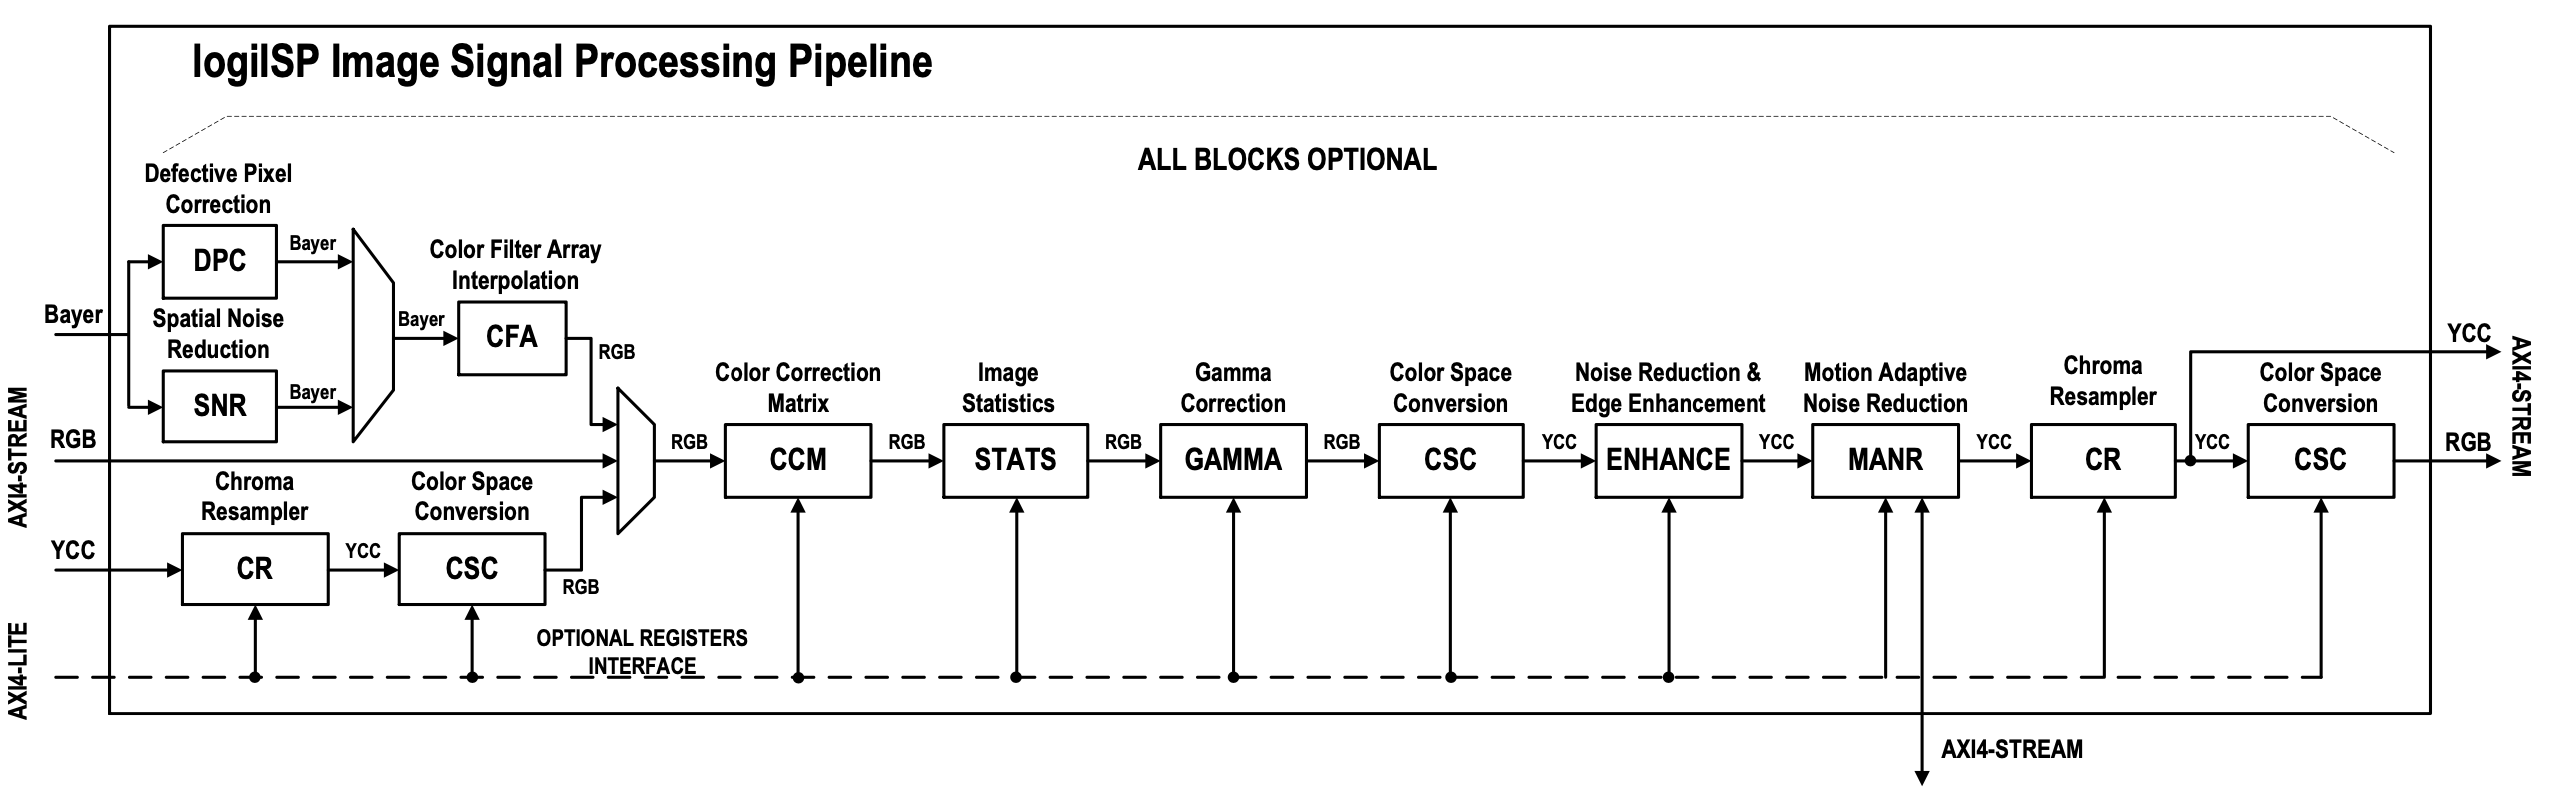 logiISP Image Signal Processing Pipeline
ALL BLOCKS OPTIONAL
Defective Pixel
Correction
DPC
Bayer
Bayer
Spatial Noise
Reduction
SNR
Bayer
Bayer
Color Filter Array
Interpolation
CFA
RGB
AXI4-STREAM
RGB
YCC
Chroma
Resampler
CR
YCC
Color Space
Conversion
CSC
RGB
RGB
Color Correction
Matrix
CCM
RGB
Image
Statistics
STATS
RGB
Gamma
Correction
GAMMA
RGB
Color Space
Conversion
CSC
YCC
Noise Reduction &
Edge Enhancement
ENHANCE
YCC
Motion Adaptive
Noise Reduction
MANR
YCC
Chroma
Resampler
CR
YCC
Color Space
Conversion
CSC
YCC
RGB
AXI4-STREAM
AXI4-LITE
OPTIONAL REGISTERS
INTERFACE
AXI4-STREAM